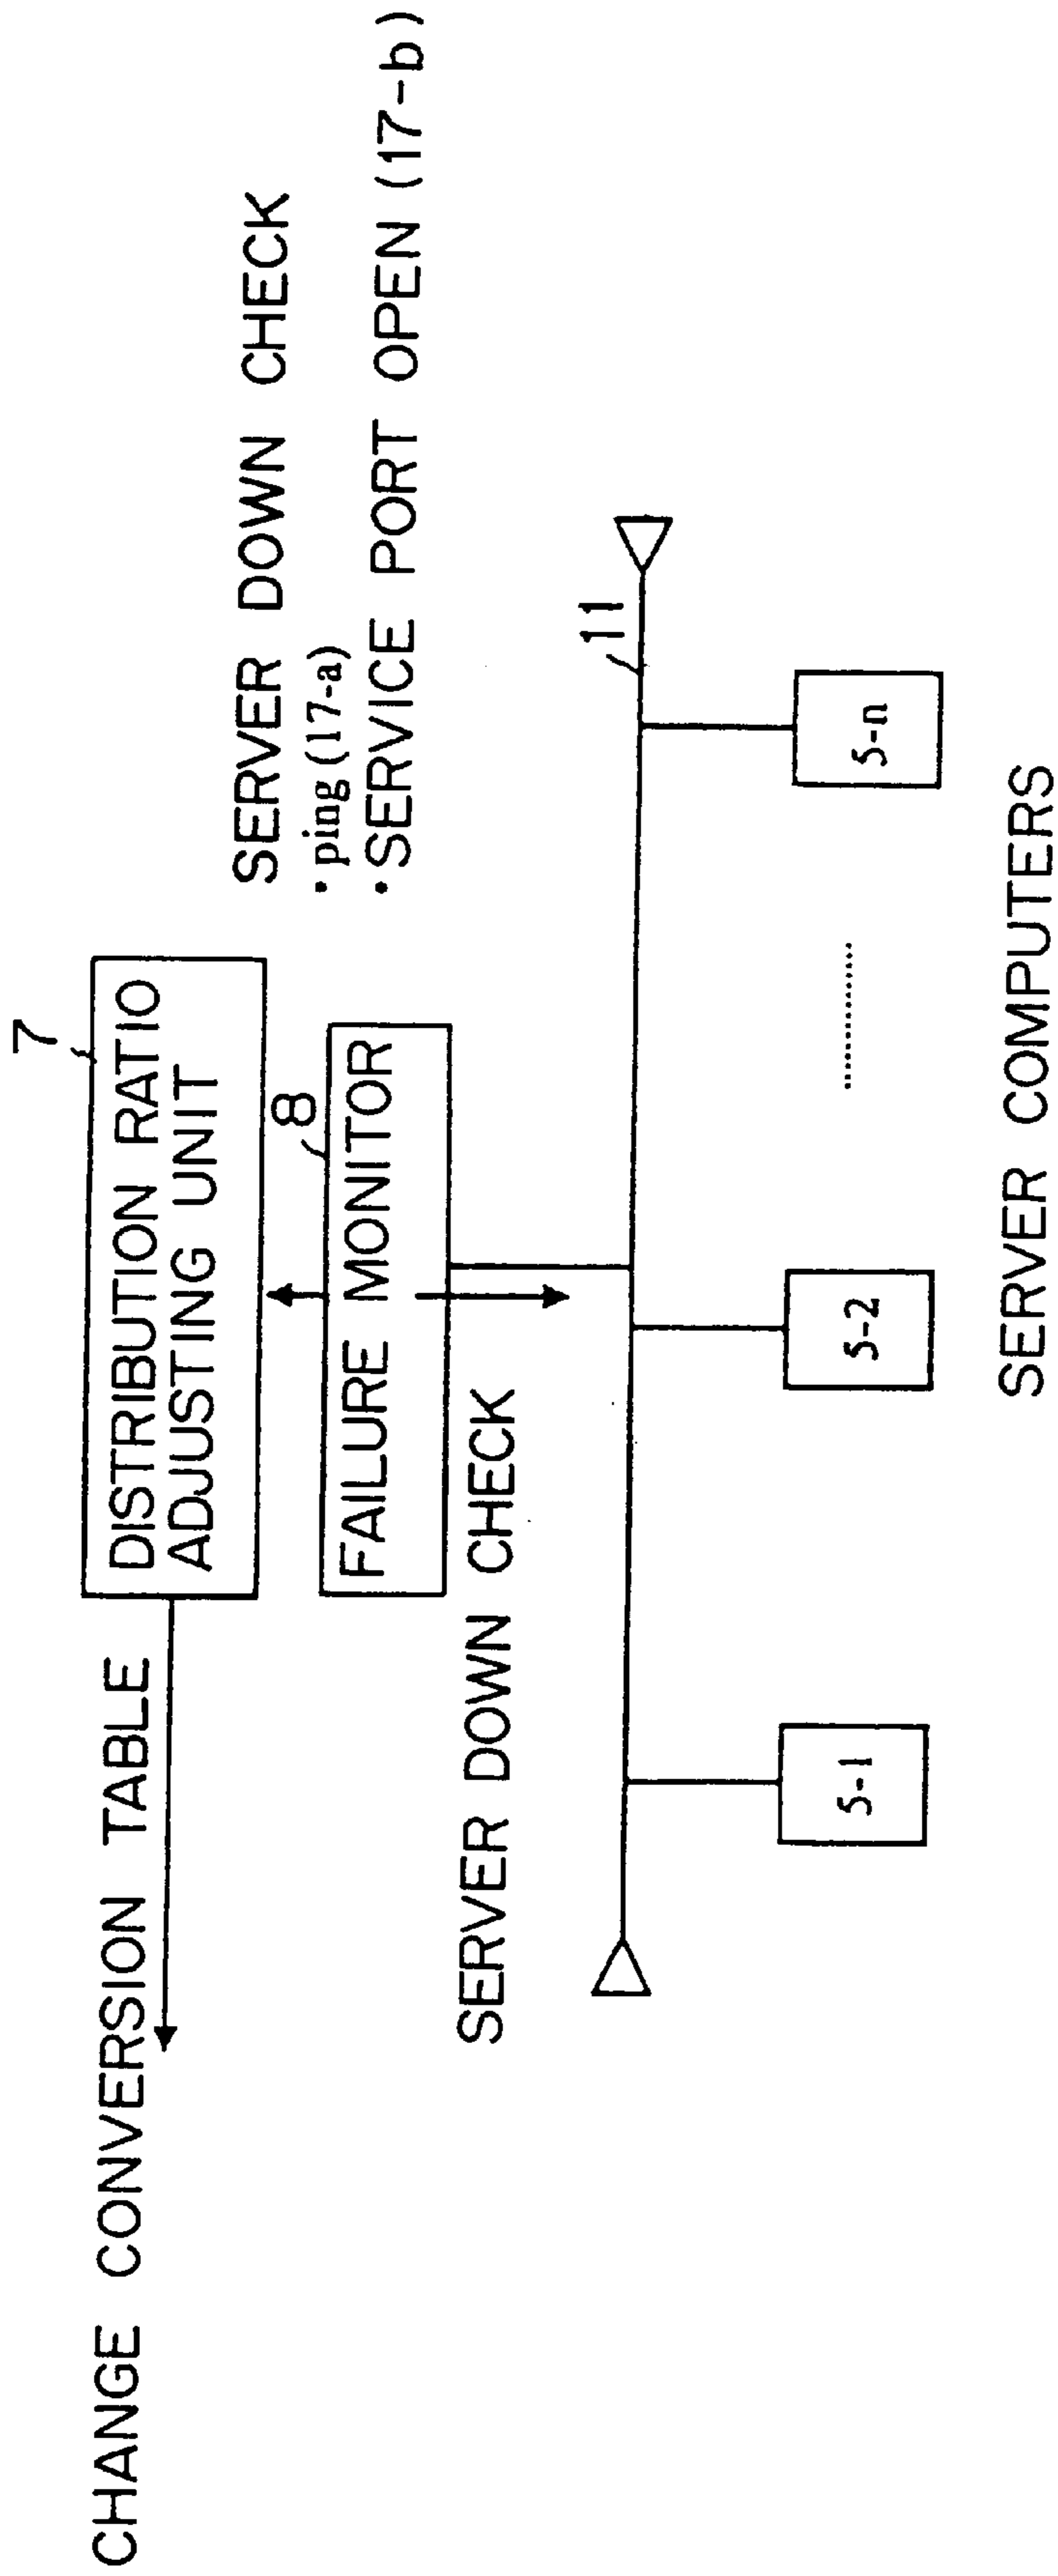 7
DISTRIBUTION RATIO
ADJUSTING UNIT
CHANGE CONVERSION TABLE
8
FAILURE MONITOR
SERVER DOWN CHECK
• ping (17-a)
• SERVICE PORT OPEN (17-b)
SERVER DOWN CHECK
11
5-1
5-2
5-n
SERVER COMPUTERS